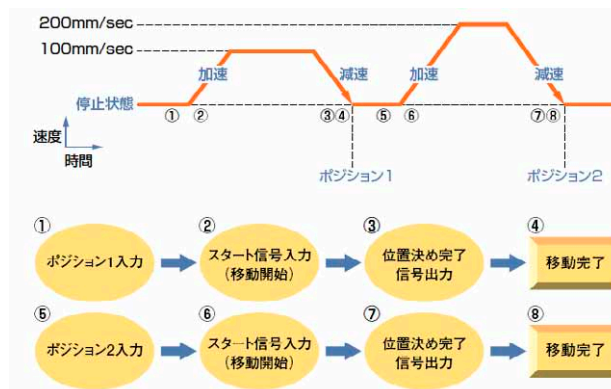 200mm/sec
100mm/sec
加速
減速
加速
減速
停止状態
① ② ③④ ⑤ ⑥ ⑦⑧
速度
時間
ポジション1
ポジション2
① ② ③ ④
ポジション1入力
スタート信号入力
(移動開始)
位置決め完了
信号出力
移動完了
⑤ ⑥ ⑦ ⑧
ポジション2入力
スタート信号入力
(移動開始)
位置決め完了
信号出力
移動完了